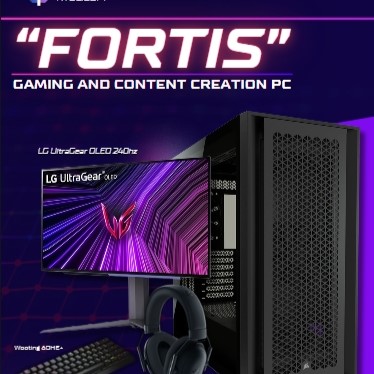 “FORTIS”
GAMING AND CONTENT CREATION PC
LG UltraGear OLED 240hz
LG UltraGear OLED
Wooting 60HE+